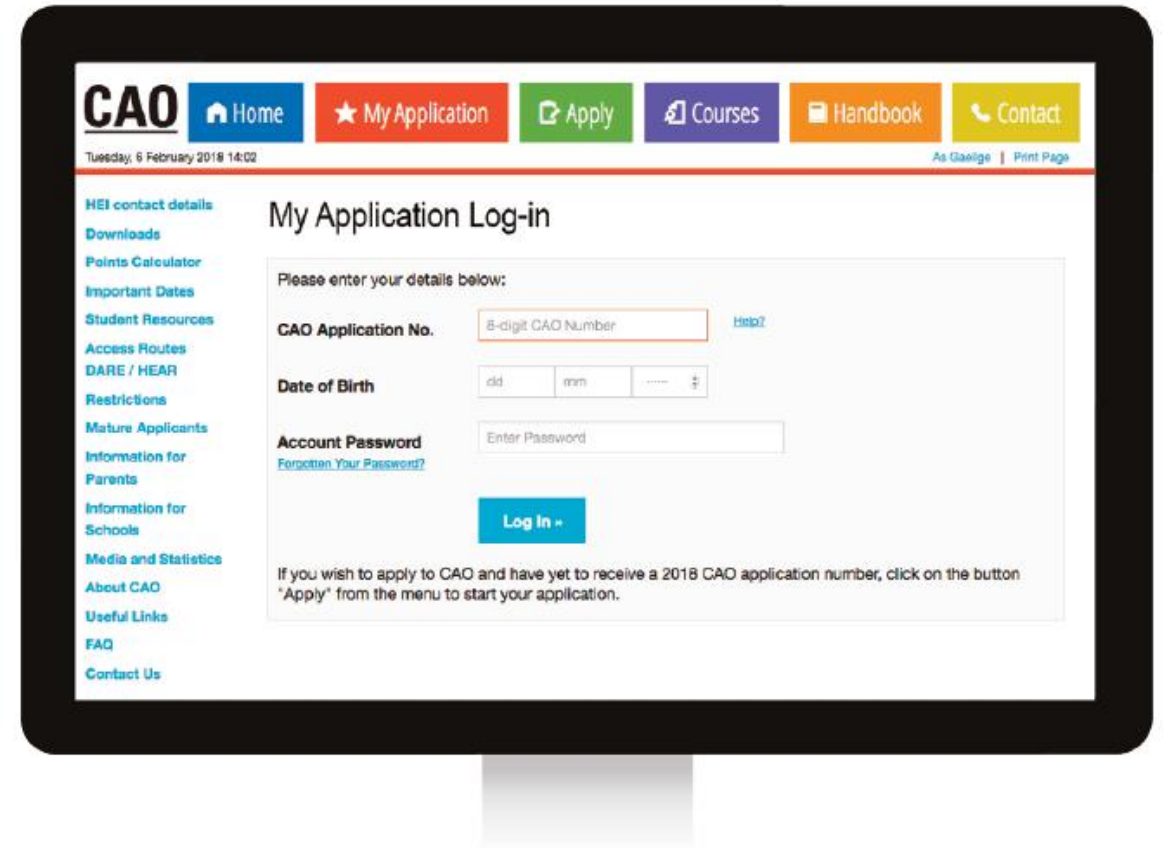 CAO
Home
My Application
Apply
Courses
Handbook
Contact
Tuesday, 6 February 2018 14:02
As Gaeilge | Print Page
HEI contact details
Downloads
Points Calculator
Important Dates
Student Resources
Access Routes
DARE / HEAR
Restrictions
Mature Applicants
Information for
Parents
Information for
Schools
Media and Statistics
About CAO
Useful Links
FAQ
Contact Us
My Application Log-in
Please enter your details below:
CAO Application No.
8-digit CAO Number
Help?
Date of Birth
dd
mm
-----
Account Password
Enter Password
Forgotten Your Password?
Log In »
If you wish to apply to CAO and have yet to receive a 2018 CAO application number, click on the button
"Apply" from the menu to start your application.